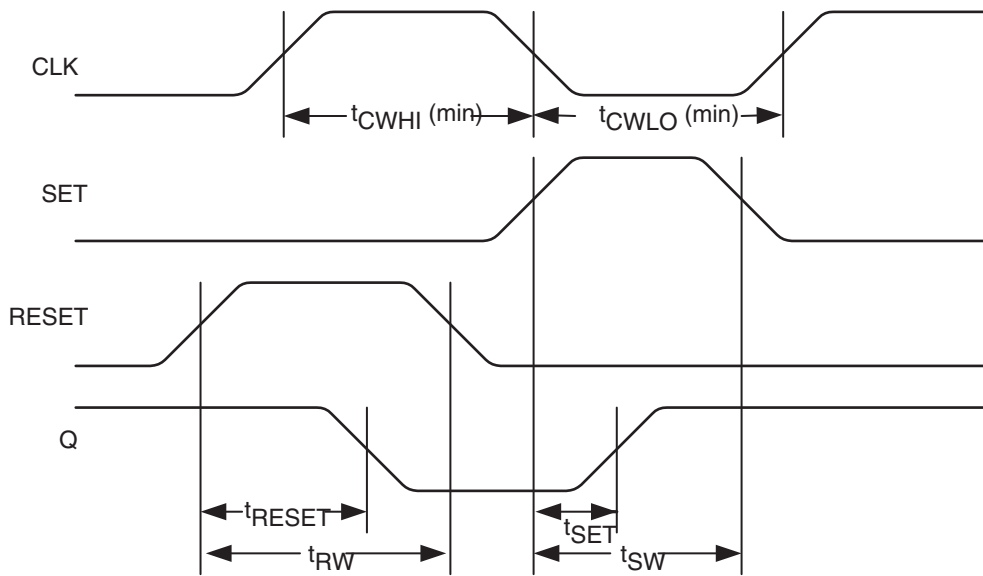 CLK
tCWHI (min)
tCWLO (min)
SET
RESET
Q
tRESET
tSET
tRW
tSW